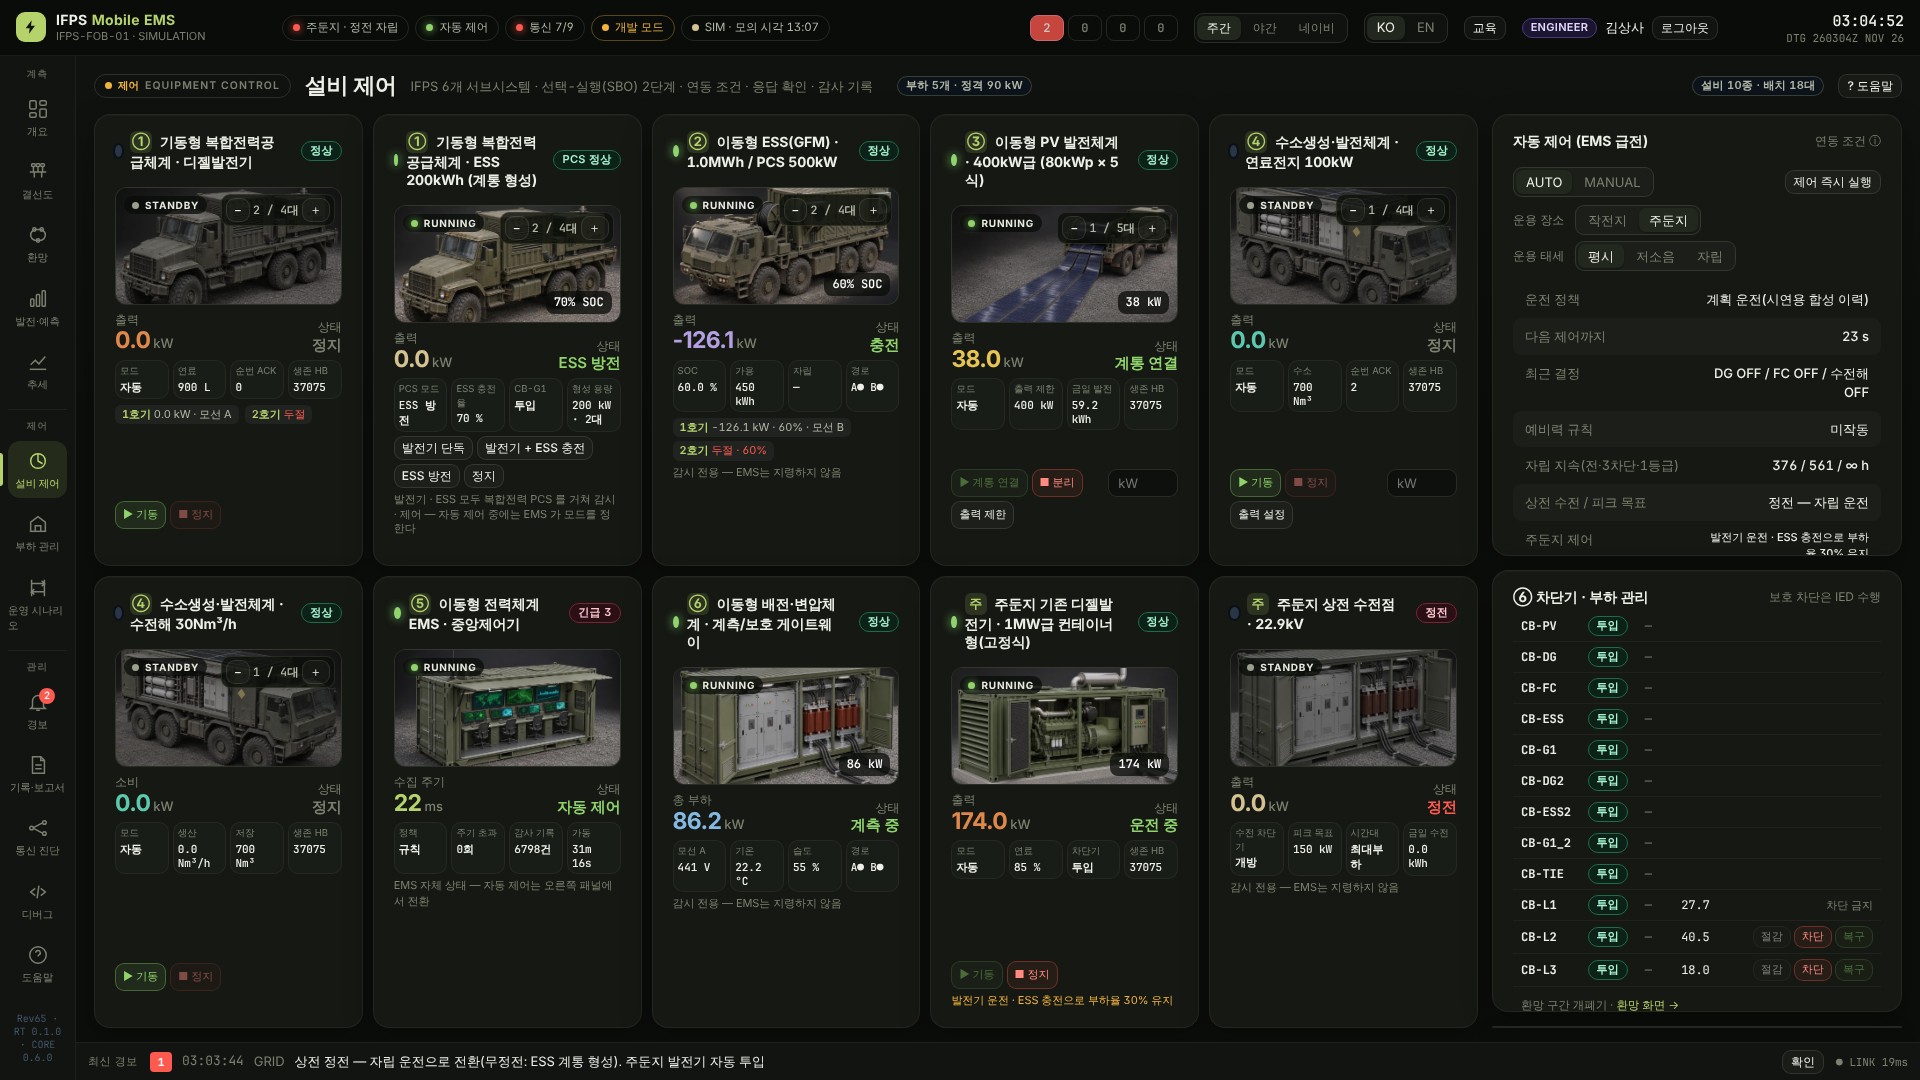 IFPS Mobile EMS
IFPS-FOB-01 · SIMULATION
주둔지 · 정전 자립
자동 제어
통신 7/9
개발 모드
SIM · 모의 시각 13:07
2 0 0 0
주간 야간 네이비
KO EN
교육
ENGINEER 김상사 로그아웃
03:04:52
DTG 260304Z NOV 26
계측
개요
결선도
환망
발전·예측
추세
제어
설비 제어
부하 관리
운영 시나리오
관리
2
경보
기록·보고서
통신 진단
디버그
도움말
Rev65 ·
RT 0.1.0
· CORE
0.6.0
제어 EQUIPMENT CONTROL
설비 제어
IFPS 6개 서브시스템 · 선택-실행(SBO) 2단계 · 연동 조건 · 응답 확인 · 감사 기록
부하 5개 · 정격 90 kW
설비 10종 · 배치 18대
? 도움말
① 기동형 복합전력공
급체계 · 디젤발전기
정상
STANDBY
− 2 / 4대 +
출력
0.0 kW
상태
정지
모드 연료 순번 ACK 생존 HB
자동 900 L 0 37075
1호기 0.0 kW · 모선 A 2호기 두절
▶ 기동 ■ 정지
① 기동형 복합전력
공급체계 · ESS
200kWh (계통 형성)
PCS 정상
RUNNING
− 2 / 4대 +
70% SOC
출력
0.0 kW
상태
ESS 방전
PCS 모드 ESS 충전율 CB-G1 형성 용량
ESS 방전 70 % 투입 200 kW · 2대
발전기 단독 발전기 + ESS 충전
ESS 방전 정지
발전기 · ESS 모두 복합전력 PCS 를 거쳐 감시
· 제어 — 자동 제어 중에는 EMS 가 모드를 정
한다
② 이동형 ESS(GFM) ·
1.0MWh / PCS 500kW
정상
RUNNING
− 2 / 4대 +
60% SOC
출력
-126.1 kW
상태
충전
SOC 가용 자립 경로
60.0 % 450 kWh — A● B●
1호기 -126.1 kW · 60% · 모선 B
2호기 두절 · 60%
감시 전용 — EMS는 지령하지 않음
③ 이동형 PV 발전체계
· 400kW급 (80kWp × 5
식)
정상
RUNNING
− 1 / 5대 +
38 kW
출력
38.0 kW
상태
계통 연결
모드 출력 제한 금일 발전 생존 HB
자동 400 kW 59.2 kWh 37075
▶ 계통 연결 ■ 분리 kW
출력 제한
④ 수소생성·발전체계 ·
연료전지 100kW
정상
STANDBY
− 1 / 4대 +
출력
0.0 kW
상태
정지
모드 수소 순번 ACK 생존 HB
자동 700 Nm³ 2 37075
▶ 기동 ■ 정지 kW
출력 설정
④ 수소생성·발전체계 ·
수전해 30Nm³/h
정상
STANDBY
− 1 / 4대 +
소비
0.0 kW
상태
정지
모드 생산 저장 생존 HB
자동 0.0 Nm³/h 700 Nm³ 37075
▶ 기동 ■ 정지
⑤ 이동형 전력체계
EMS · 중앙제어기
긴급 3
RUNNING
수집 주기
22 ms
상태
자동 제어
정책 주기 초과 감사 기록 가동
규칙 0회 6798건 31m 16s
EMS 자체 상태 — 자동 제어는 오른쪽 패널에
서 전환
⑥ 이동형 배전·변압체
계 · 계측/보호 게이트웨
이
정상
RUNNING
86 kW
총 부하
86.2 kW
상태
계측 중
모선 A 기온 습도 경로
441 V 22.2 °C 55 % A● B●
감시 전용 — EMS는 지령하지 않음
주 주둔지 기존 디젤발
전기 · 1MW급 컨테이너
형(고정식)
정상
RUNNING
174 kW
출력
174.0 kW
상태
운전 중
모드 연료 차단기 생존 HB
자동 85 % 투입 37075
▶ 기동 ■ 정지
발전기 운전 · ESS 충전으로 부하율 30% 유지
주 주둔지 상전 수전점
· 22.9kV
정전
STANDBY
출력
0.0 kW
상태
정전
수전 차단기 피크 목표 시간대 금일 수전
개방 150 kW 최대부하 0.0 kWh
감시 전용 — EMS는 지령하지 않음
자동 제어 (EMS 급전)
연동 조건 ⓘ
AUTO MANUAL
제어 즉시 실행
운용 장소 작전지 주둔지
운용 태세 평시 저소음 자립
운전 정책 계획 운전(시연용 합성 이력)
다음 제어까지 23 s
최근 결정 DG OFF / FC OFF / 수전해
OFF
예비력 규칙 미작동
자립 지속(전·3차단·1등급) 376 / 561 / ∞ h
상전 수전 / 피크 목표 정전 — 자립 운전
주둔지 제어 발전기 운전 · ESS 충전으로 부하
율 30% 유지
⑥ 차단기 · 부하 관리
보호 차단은 IED 수행
CB-PV 투입 —
CB-DG 투입 —
CB-FC 투입 —
CB-ESS 투입 —
CB-G1 투입 —
CB-DG2 투입 —
CB-ESS2 투입 —
CB-G1_2 투입 —
CB-TIE 투입 —
CB-L1 투입 — 27.7 차단 금지
CB-L2 투입 — 40.5 절감 차단 복구
CB-L3 투입 — 18.0 절감 차단 복구
환망 구간 개폐기 · 환망 화면 →
최신 경보 1 03:03:44 GRID 상전 정전 — 자립 운전으로 전환(무정전: ESS 계통 형성). 주둔지 발전기 자동 투입
확인
LINK 19ms